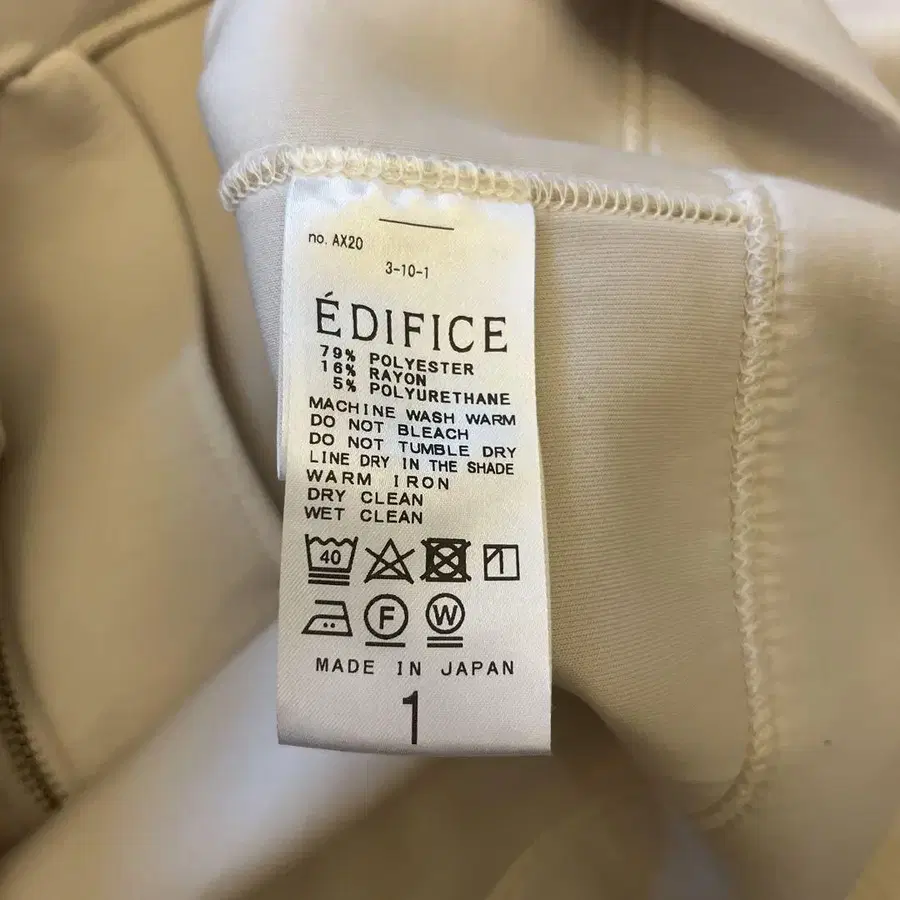 no. AX20
3-10-1
ÉDIFICE
79% POLYESTER
16% RAYON
5% POLYURETHANE
MACHINE WASH WARM
DO NOT BLEACH
DO NOT TUMBLE DRY
LINE DRY IN THE SHADE
WARM IRON
DRY CLEAN
WET CLEAN
40
F W
MADE IN JAPAN
1